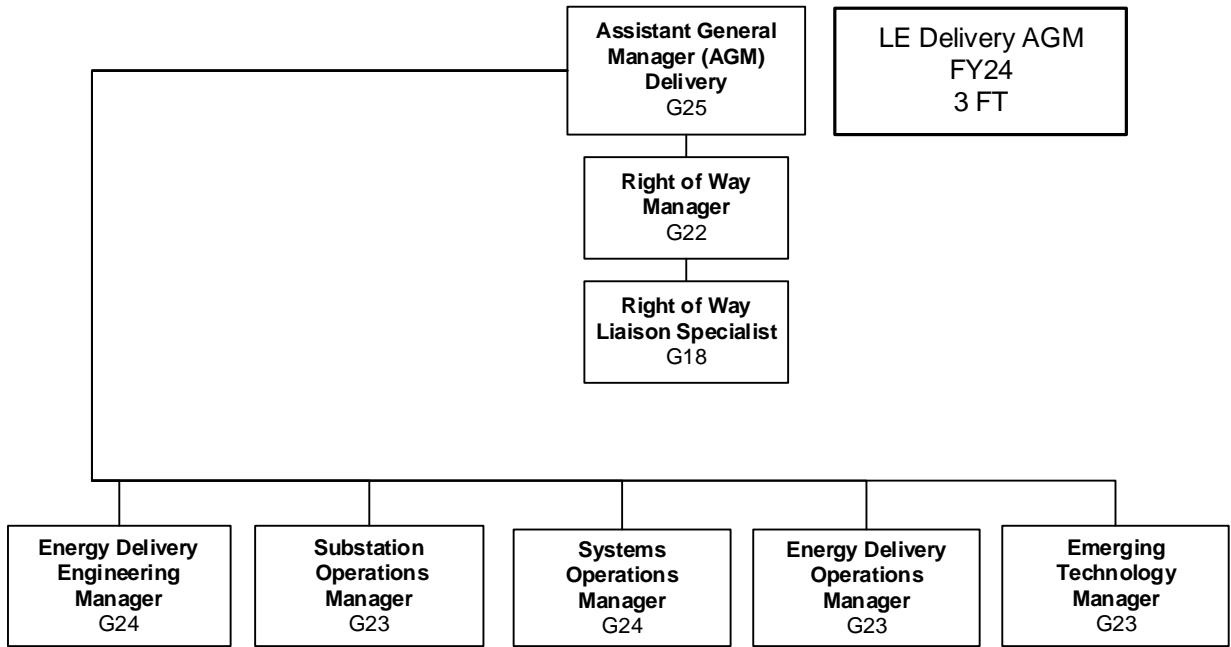 Assistant General
Manager (AGM)
Delivery
G25
LE Delivery AGM
FY24
3 FT
Right of Way
Manager
G22
Right of Way
Liaison Specialist
G18
Energy Delivery
Engineering
Manager
G24
Substation
Operations
Manager
G23
Systems
Operations
Manager
G24
Energy Delivery
Operations
Manager
G23
Emerging
Technology
Manager
G23